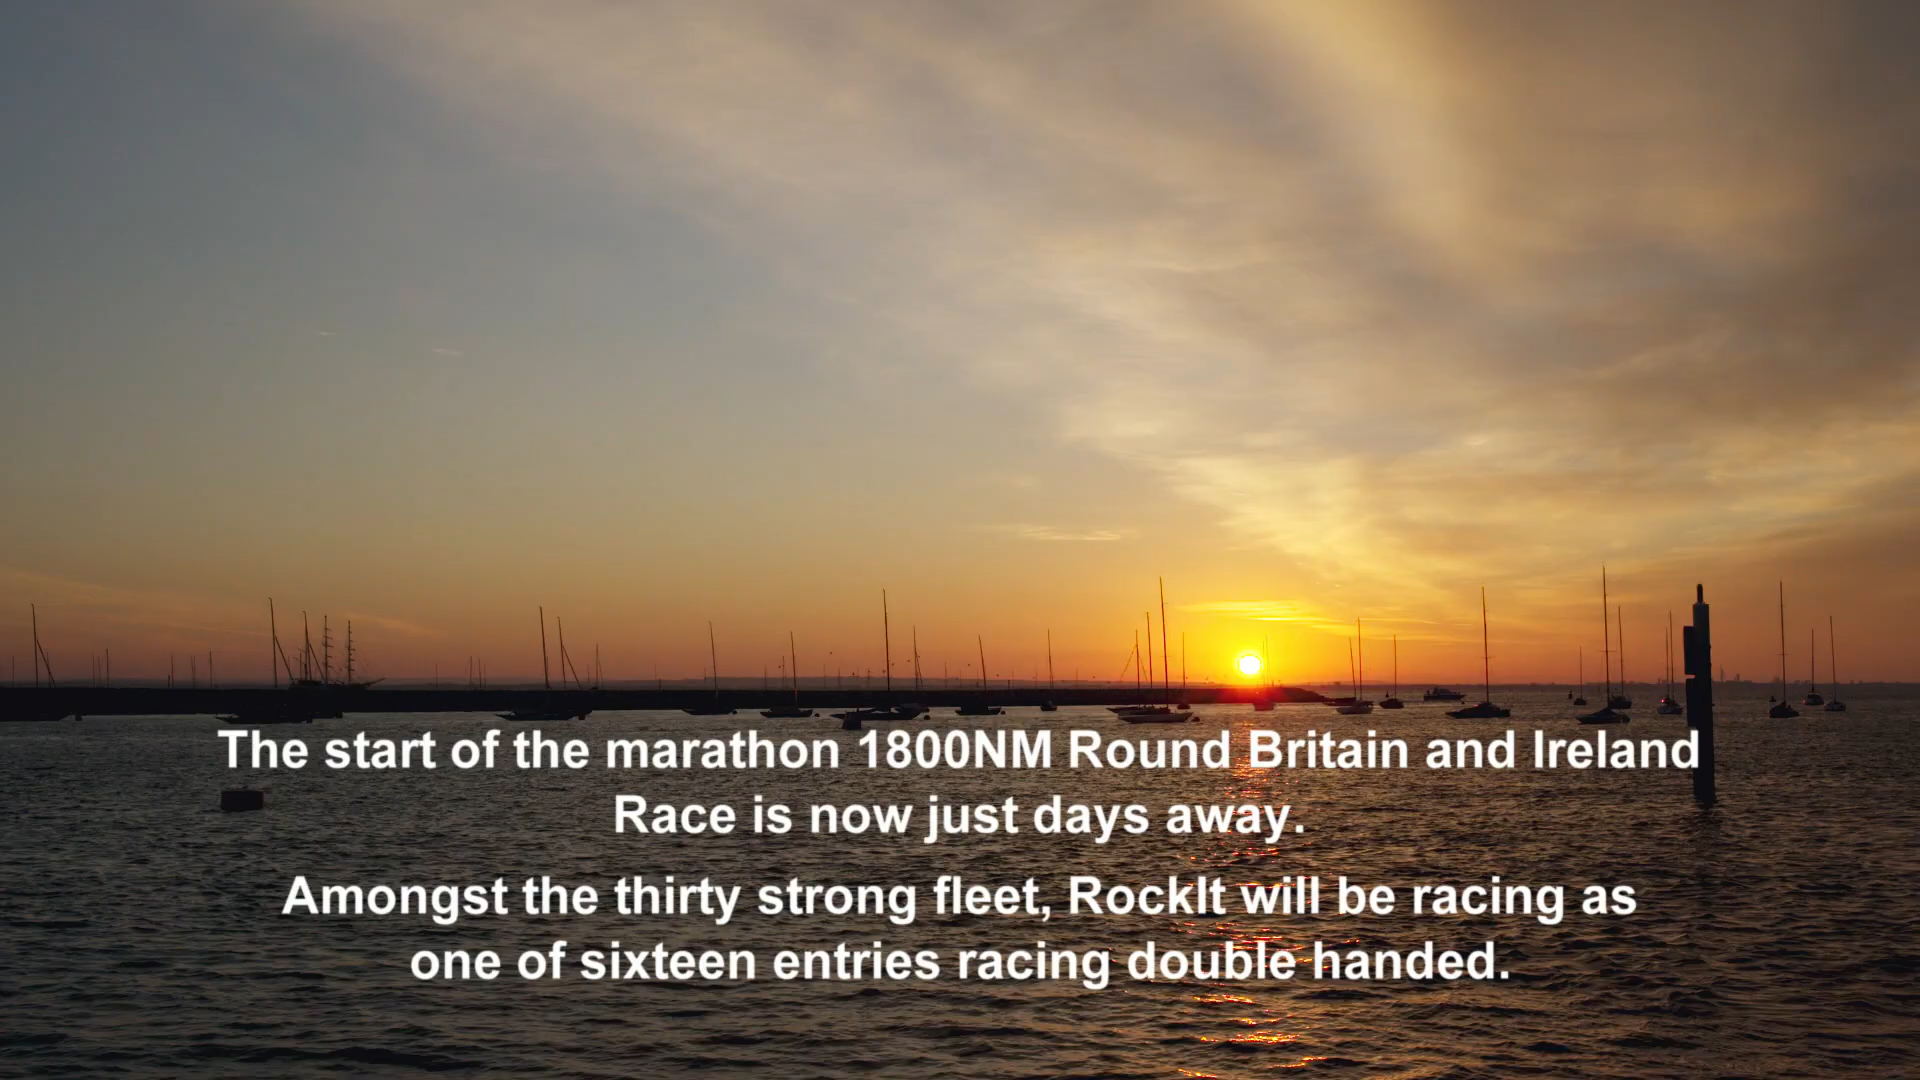 The start of the marathon 1800NM Round Britain and Ireland
Race is now just days away.
Amongst the thirty strong fleet, RockIt will be racing as
one of sixteen entries racing double handed.